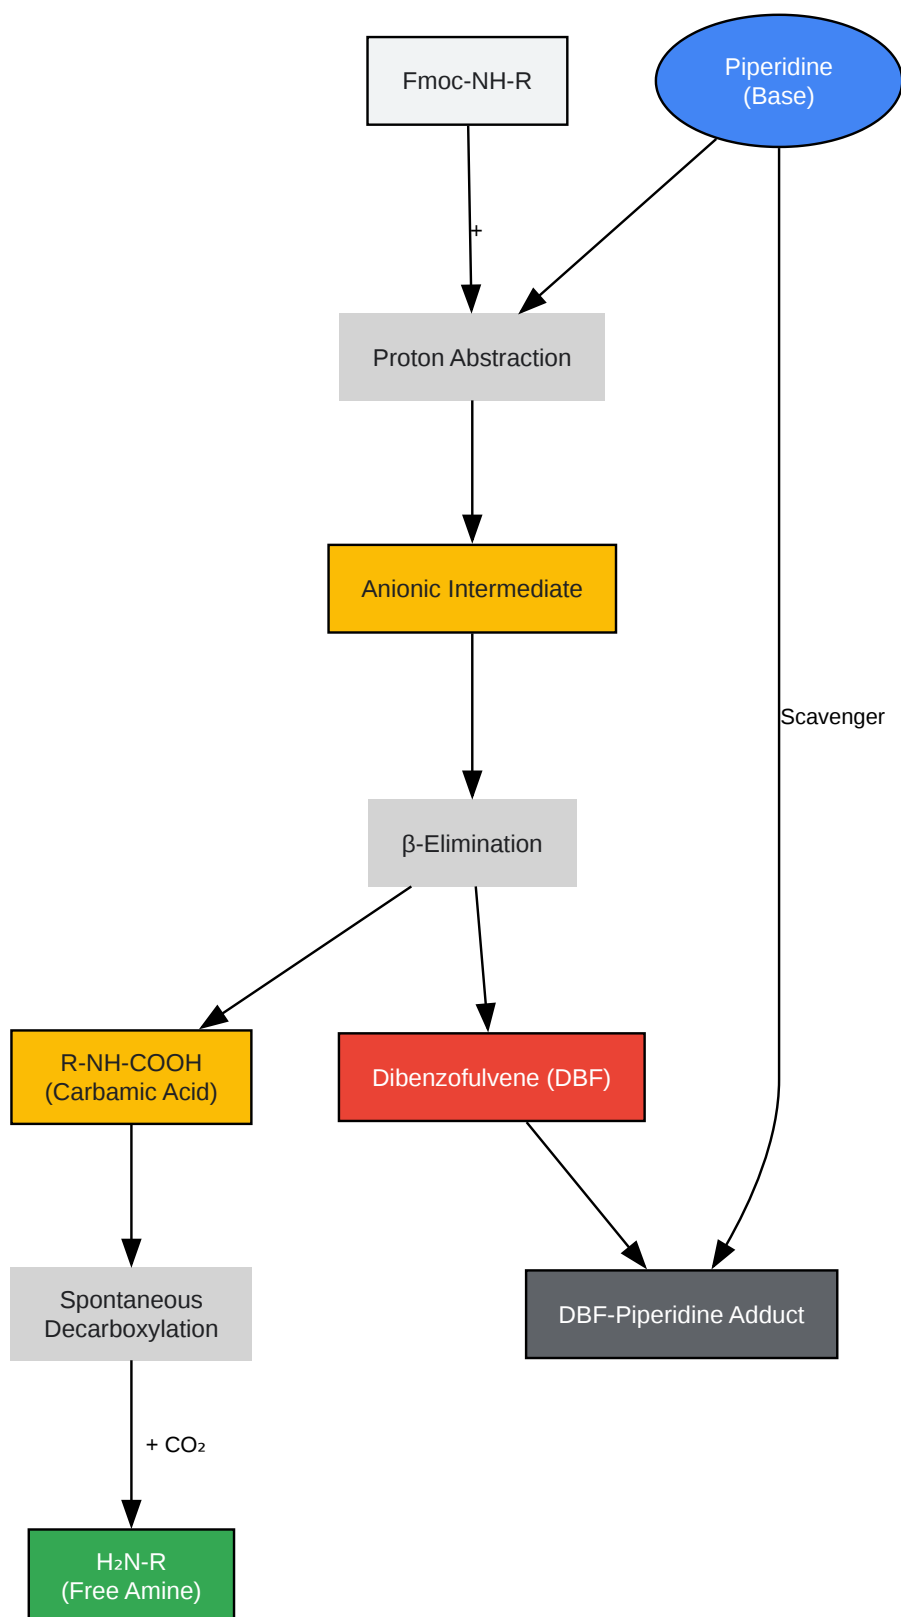 Fmoc-NH-R
Piperidine
(Base)
+
Proton Abstraction
Anionic Intermediate
Scavenger
β-Elimination
R-NH-COOH
(Carbamic Acid)
Dibenzofulvene (DBF)
Spontaneous
Decarboxylation
DBF-Piperidine Adduct
+ CO₂
H₂N-R
(Free Amine)